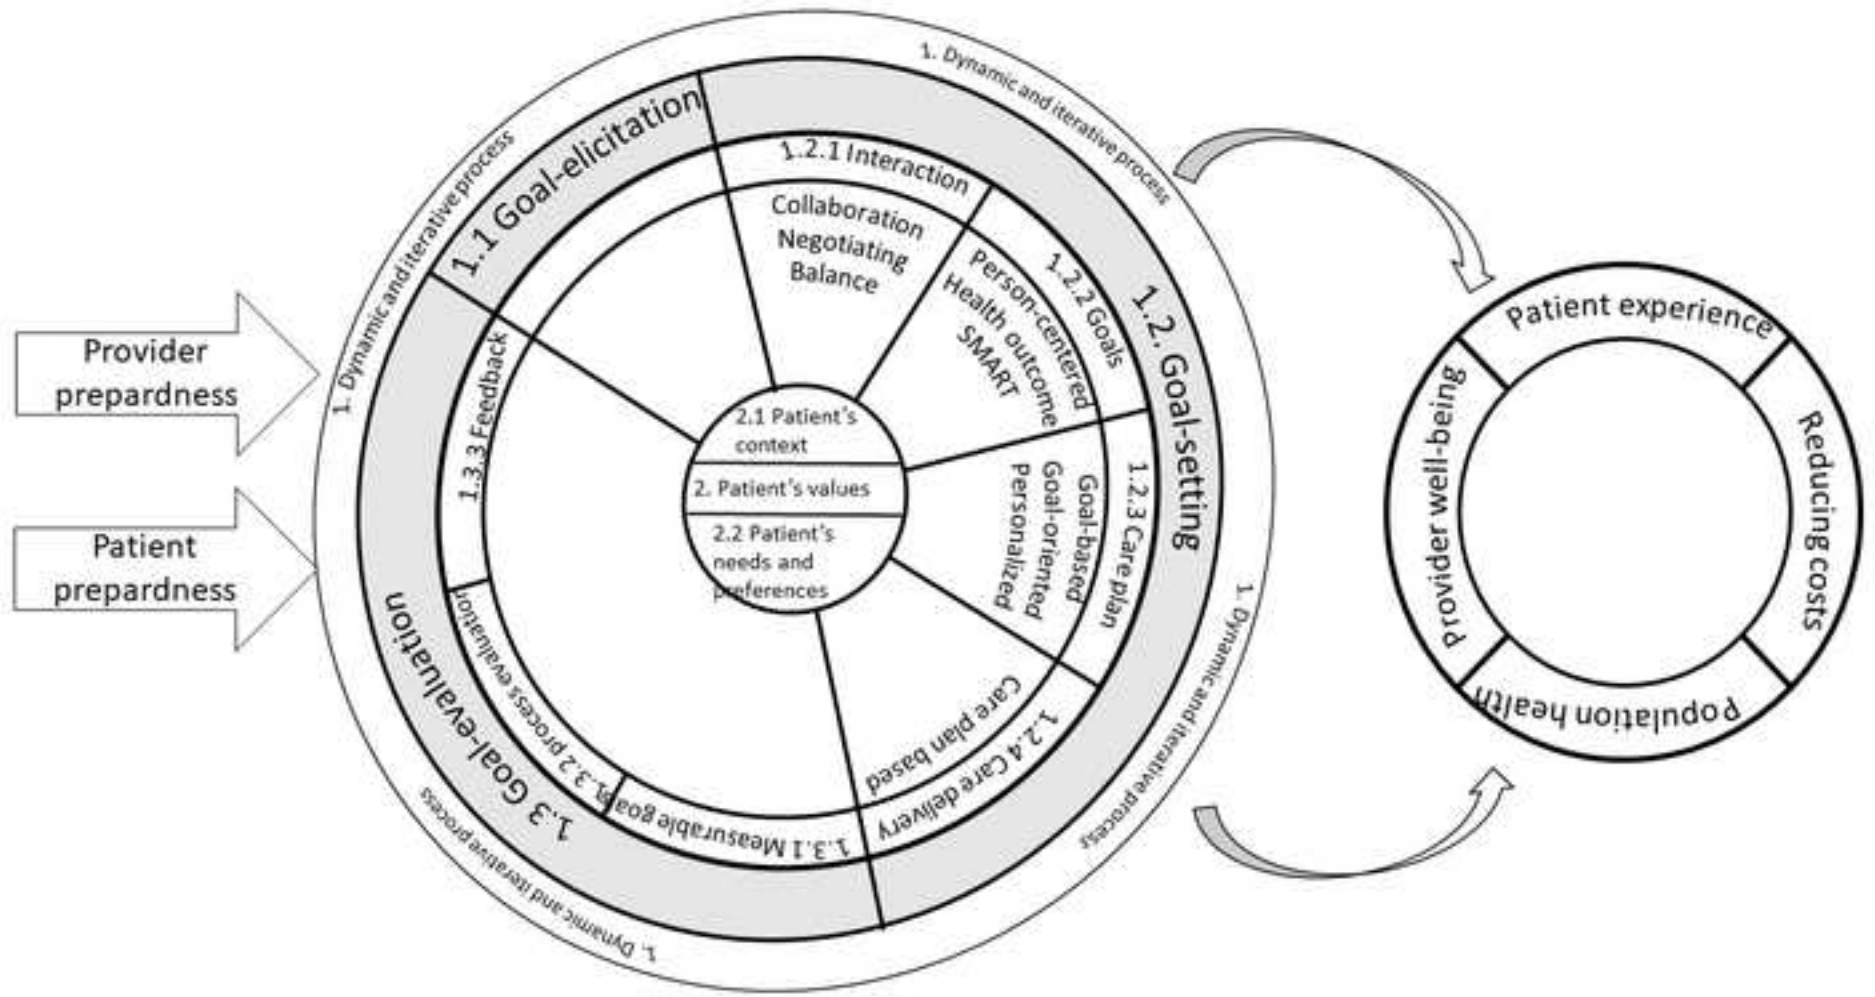 Provider
prepardness
Patient
prepardness
1. Dynamic and iterative process
1. Dynamic and iterative process
1. Dynamic and iterative process
1. Dynamic and iterative process
1.1 Goal-elicitation
1.2. Goal-setting
1.2.1 Interaction
Collaboration
Negotiating
Balance
1.2.2 Goals
Person-centered
Health outcome
SMART
1.2.3 Care plan
Goal-based
Goal-oriented
Personalized
1.2.4 Care delivery
Care plan based
1.3 Goal-evaluation
1.3.1 Measurable goals
1.3.2 process evaluation
1.3.3 Feedback
2.1 Patient's
context
2. Patient's values
2.2 Patient's
needs and
preferences
Patient experience
Reducing costs
Population health
Provider well-being